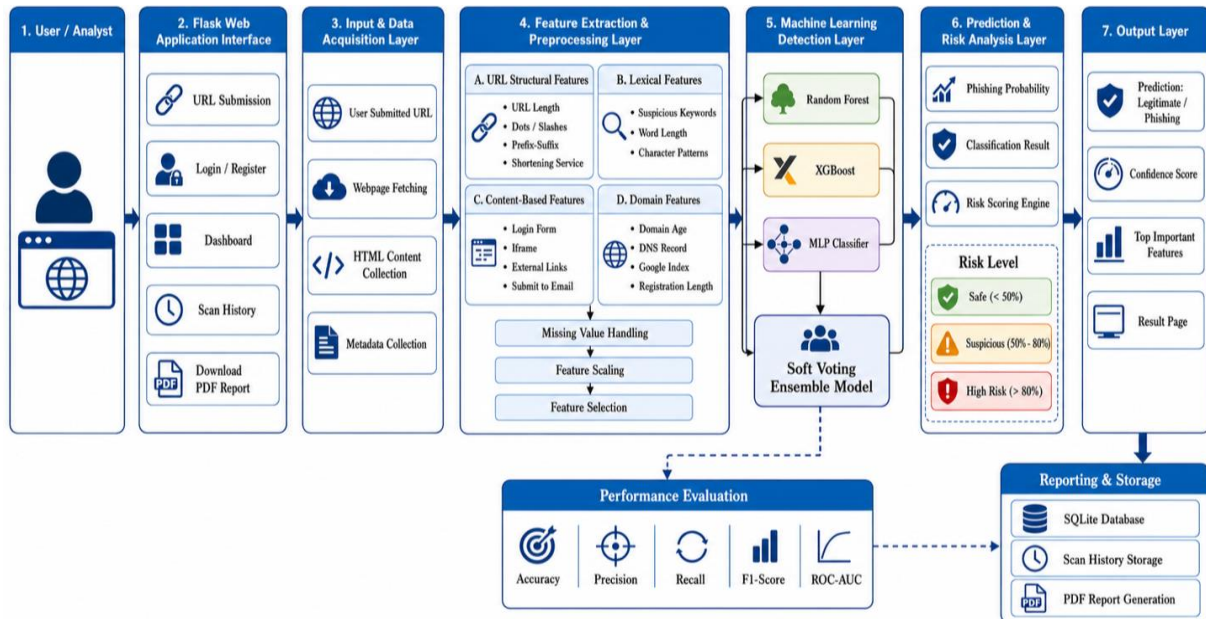 1. User / Analyst
2. Flask Web
Application Interface
URL Submission
Login / Register
Dashboard
Scan History
Download
PDF Report
PDF
3. Input & Data
Acquisition Layer
User Submitted URL
Webpage Fetching
HTML Content
Collection
Metadata Collection
4. Feature Extraction &
Preprocessing Layer
A. URL Structural Features
• URL Length
• Dots / Slashes
• Prefix-Suffix
• Shortening Service
B. Lexical Features
• Suspicious Keywords
• Word Length
• Character Patterns
C. Content-Based Features
• Login Form
• Iframe
• External Links
• Submit to Email
D. Domain Features
• Domain Age
• DNS Record
• Google Index
• Registration Length
Missing Value Handling
Feature Scaling
Feature Selection
5. Machine Learning
Detection Layer
Random Forest
XGBoost
MLP Classifier
Soft Voting
Ensemble Model
6. Prediction &
Risk Analysis Layer
Phishing Probability
Classification Result
Risk Scoring Engine
Risk Level
Safe (< 50%)
Suspicious (50% - 80%)
High Risk (> 80%)
7. Output Layer
Prediction:
Legitimate /
Phishing
Confidence Score
Top Important
Features
Result Page
Performance Evaluation
Accuracy
Precision
Recall
F1-Score
ROC-AUC
Reporting & Storage
SQLite Database
Scan History Storage
PDF
PDF Report Generation